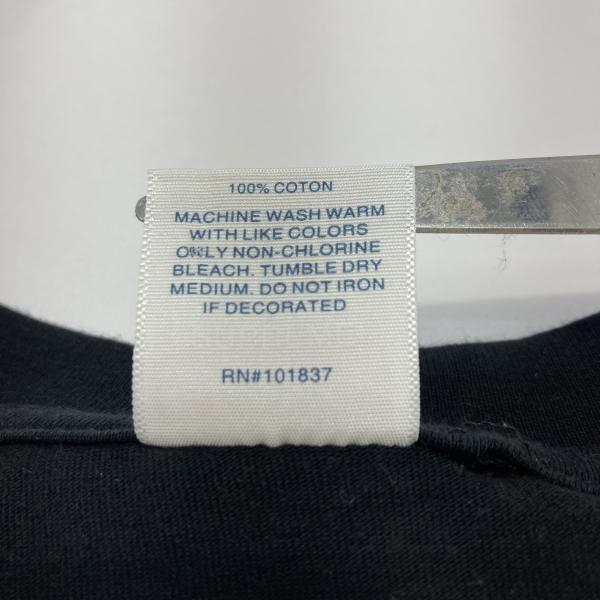 100% COTON
MACHINE WASH WARM
WITH LIKE COLORS
ONLY NON-CHLORINE
BLEACH. TUMBLE DRY
MEDIUM. DO NOT IRON
IF DECORATED
RN#101837